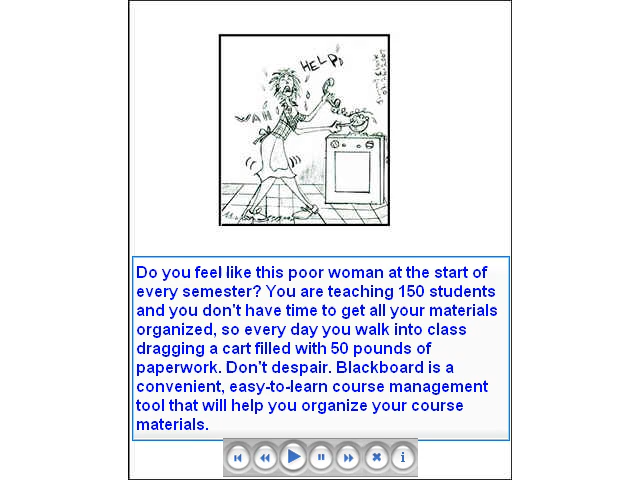 HELP!
WAH
Do you feel like this poor woman at the start of
every semester? You are teaching 150 students
and you don't have time to get all your materials
organized, so every day you walk into class
dragging a cart filled with 50 pounds of
paperwork. Don't despair. Blackboard is a
convenient, easy-to-learn course management
tool that will help you organize your course
materials.